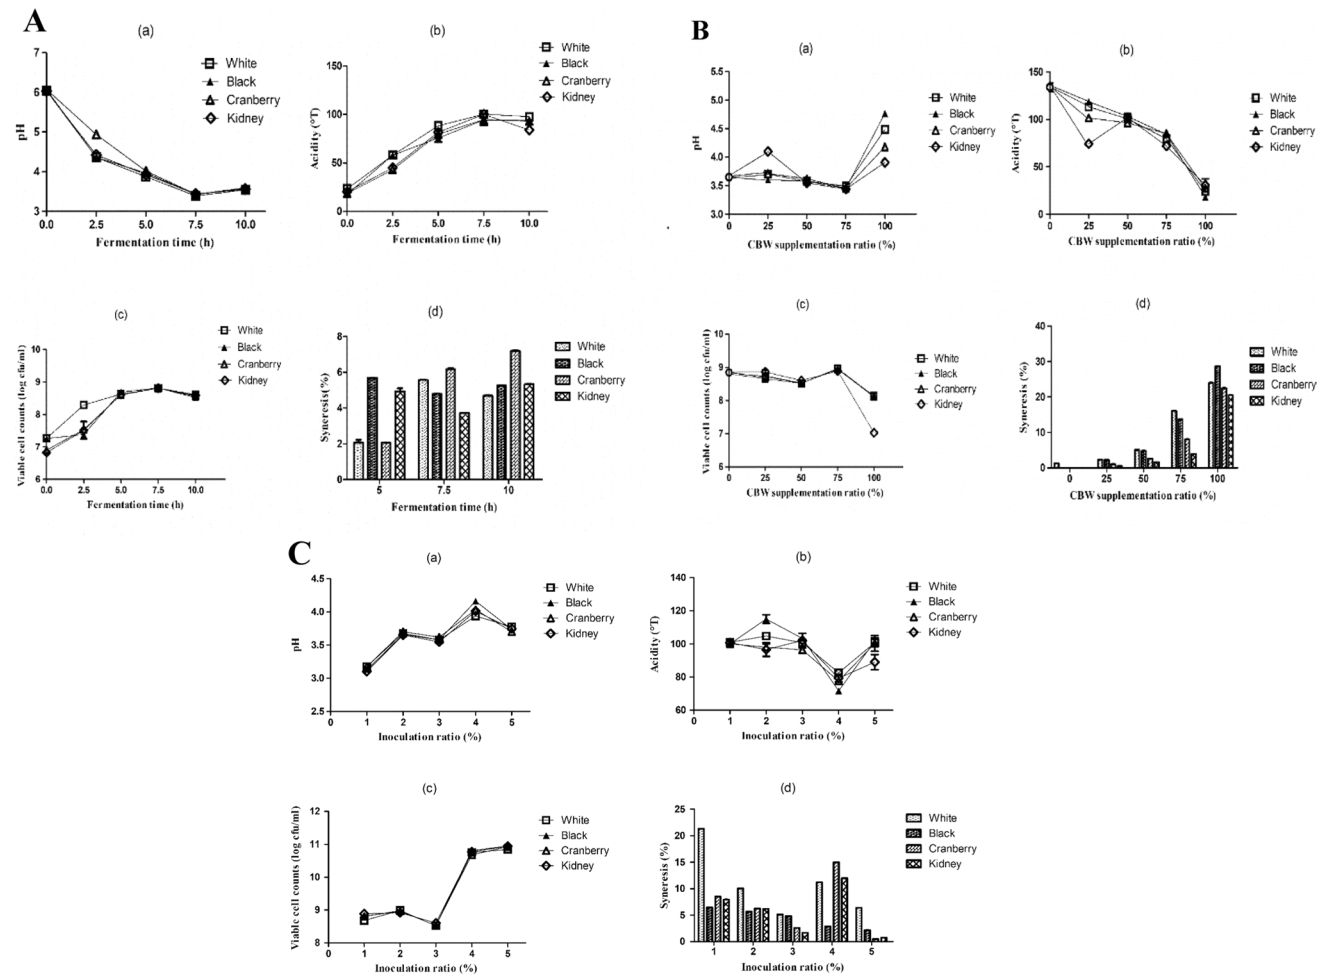 A
(a)
7
6
5
4
3
pH
0.0 2.5 5.0 7.5 10.0
Fermentation time (h)
White
Black
Cranberry
Kidney
(b)
150
100
50
0
Acidity (°T)
0.0 2.5 5.0 7.5 10.0
Fermentation time (h)
White
Black
Cranberry
Kidney
(c)
10
9
8
7
6
Viable cell counts (log cfu/ml)
0.0 2.5 5.0 7.5 10.0
Fermentation time (h)
White
Black
Cranberry
Kidney
(d)
8
6
4
2
0
Syneresis(%)
5 7.5 10
Fermentation time (h)
White
Black
Cranberry
Kidney
B
(a)
5.5
5.0
4.5
4.0
3.5
3.0
pH
0 25 50 75 100
CBW supplementation ratio (%)
White
Black
Cranberry
Kidney
(b)
150
100
50
0
Acidity (°T)
0 25 50 75 100
CBW supplementation ratio (%)
White
Black
Cranberry
Kidney
(c)
10
9
8
7
6
Viable cell counts (log cfu/ml)
0 25 50 75 100
CBW supplementation ratio (%)
White
Black
Cranberry
Kidney
(d)
40
30
20
10
0
Syneresis (%)
0 25 50 75 100
CBW supplementation ratio (%)
White
Black
Cranberry
Kidney
C
(a)
4.5
4.0
3.5
3.0
2.5
pH
0 1 2 3 4 5
Inoculation ratio (%)
White
Black
Cranberry
Kidney
(b)
140
120
100
80
60
Acidity (°T)
0 1 2 3 4 5
Inoculation ratio (%)
White
Black
Cranberry
Kidney
(c)
12
11
10
9
8
Viable cell counts (log cfu/ml)
0 1 2 3 4 5
Inoculation ratio (%)
White
Black
Cranberry
Kidney
(d)
25
20
15
10
5
0
Syneresis (%)
1 2 3 4 5
Inoculation ratio (%)
White
Black
Cranberry
Kidney